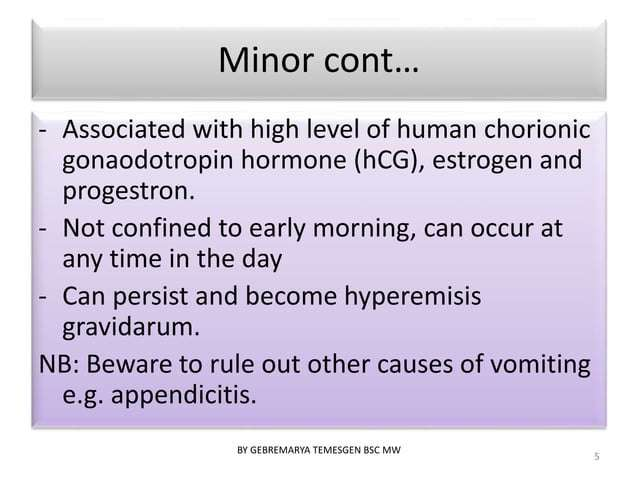 Minor cont…
- Associated with high level of human chorionic
gonaodotropin hormone (hCG), estrogen and
progestron.
- Not confined to early morning, can occur at
any time in the day
- Can persist and become hyperemisis
gravidarum.
NB: Beware to rule out other causes of vomiting
e.g. appendicitis.
BY GEBREMARYA TEMESGEN BSC MW
5